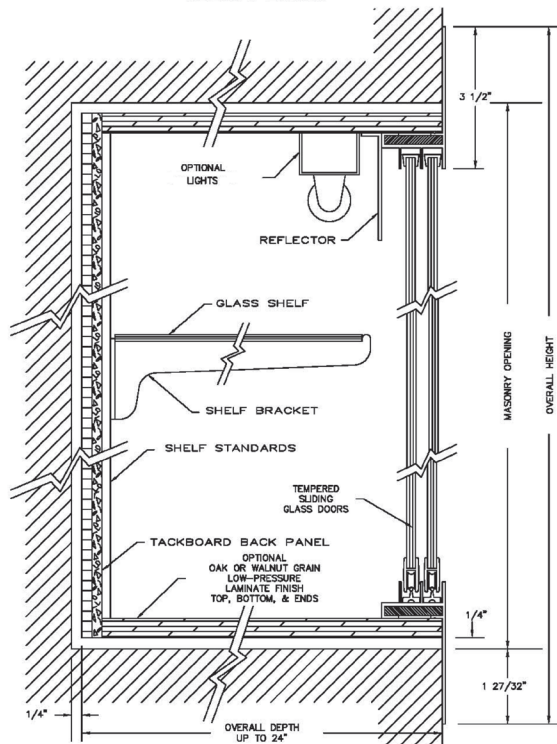 3 1/2"
OPTIONAL
LIGHTS
REFLECTOR
GLASS SHELF
MASONRY OPENING
OVERALL HEIGHT
SHELF BRACKET
SHELF STANDARDS
TEMPERED
SLIDING
GLASS DOORS
TACKBOARD BACK PANEL
OPTIONAL
OAK OR WALNUT GRAIN
LOW-PRESSURE
LAMINATE FINISH
TOP, BOTTOM, & ENDS
1/4"
1 27/32"
1/4"
OVERALL DEPTH
UP TO 24"